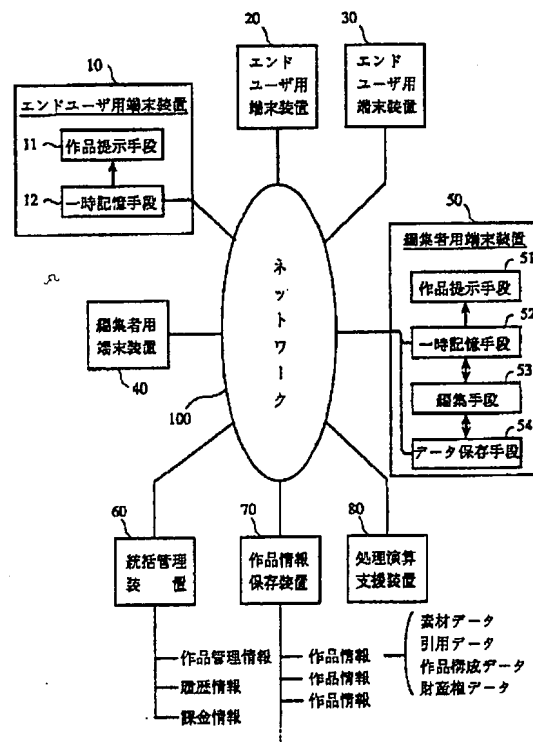 20
エンド
ユーザ用
端末装置
30
エンド
ユーザ用
端末装置
10
エンドユーザ用端末装置
11
作品提示手段
12
一時記憶手段
50
編集者用端末装置
51
作品提示手段
52
一時記憶手段
53
編集手段
54
データ保存手段
ネットワーク
100
編集者用
端末装置
40
60
統括管理
装置
70
作品情報
保存装置
80
処理演算
支援装置
作品管理情報
履歴情報
課金情報
作品情報
作品情報
作品情報
素材データ
引用データ
作品構成データ
財産権データ